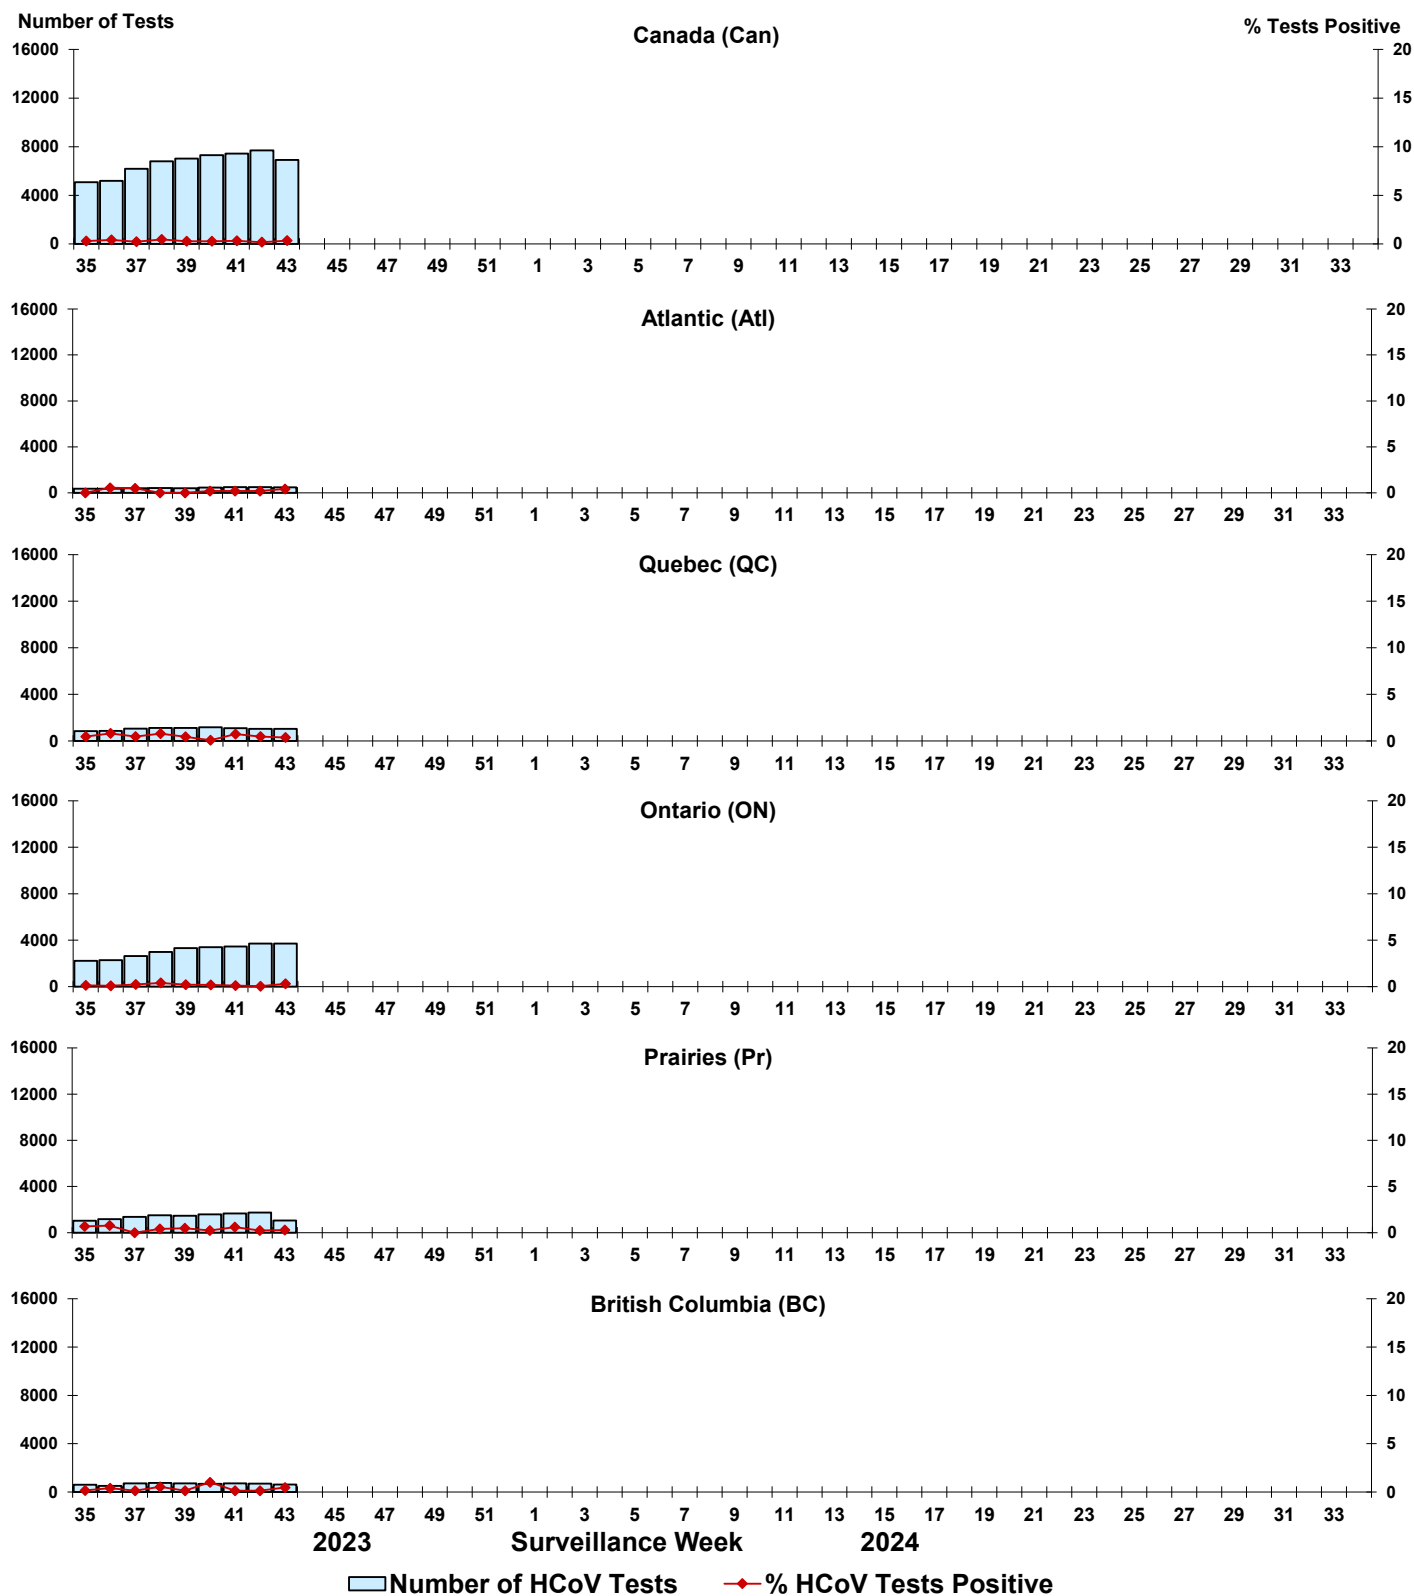 Number of Tests
Canada (Can)
% Tests Positive
16000 20
12000 15
8000 10
4000 5
0 0
35 37 39 41 43 45 47 49 51 1 3 5 7 9 11 13 15 17 19 21 23 25 27 29 31 33
Atlantic (Atl)
16000 20
12000 15
8000 10
4000 5
0 0
35 37 39 41 43 45 47 49 51 1 3 5 7 9 11 13 15 17 19 21 23 25 27 29 31 33
Quebec (QC)
16000 20
12000 15
8000 10
4000 5
0 0
35 37 39 41 43 45 47 49 51 1 3 5 7 9 11 13 15 17 19 21 23 25 27 29 31 33
Ontario (ON)
16000 20
12000 15
8000 10
4000 5
0 0
35 37 39 41 43 45 47 49 51 1 3 5 7 9 11 13 15 17 19 21 23 25 27 29 31 33
Prairies (Pr)
16000 20
12000 15
8000 10
4000 5
0 0
35 37 39 41 43 45 47 49 51 1 3 5 7 9 11 13 15 17 19 21 23 25 27 29 31 33
British Columbia (BC)
16000 20
12000 15
8000 10
4000 5
0 0
35 37 39 41 43 45 47 49 51 1 3 5 7 9 11 13 15 17 19 21 23 25 27 29 31 33
2023 Surveillance Week 2024
Number of HCoV Tests % HCoV Tests Positive